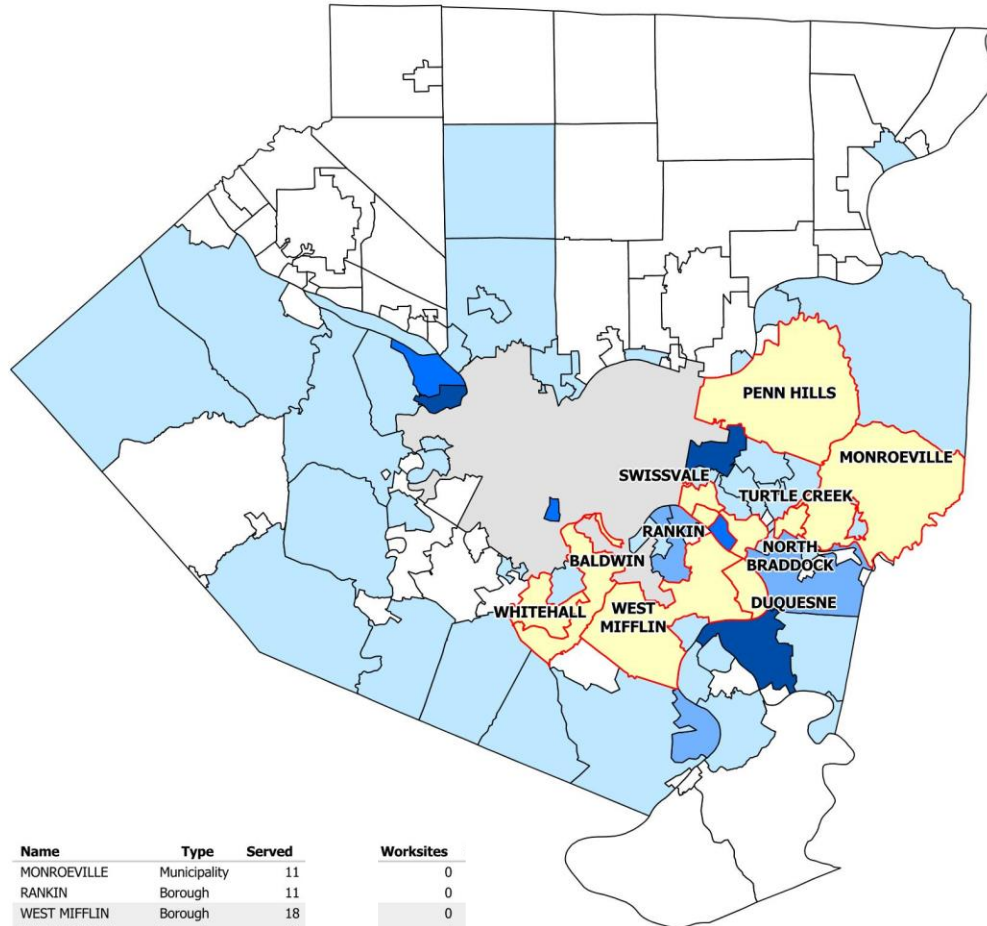 PENN HILLS
MONROEVILLE
SWISSVALE
TURTLE CREEK
RANKIN
NORTH
BRADDOCK
BALDWIN
DUQUESNE
WHITEHALL
WEST
MIFFLIN
Name Type Served Worksites
MONROEVILLE Municipality 11 0
RANKIN Borough 11 0
WEST MIFFLIN Borough 18 0